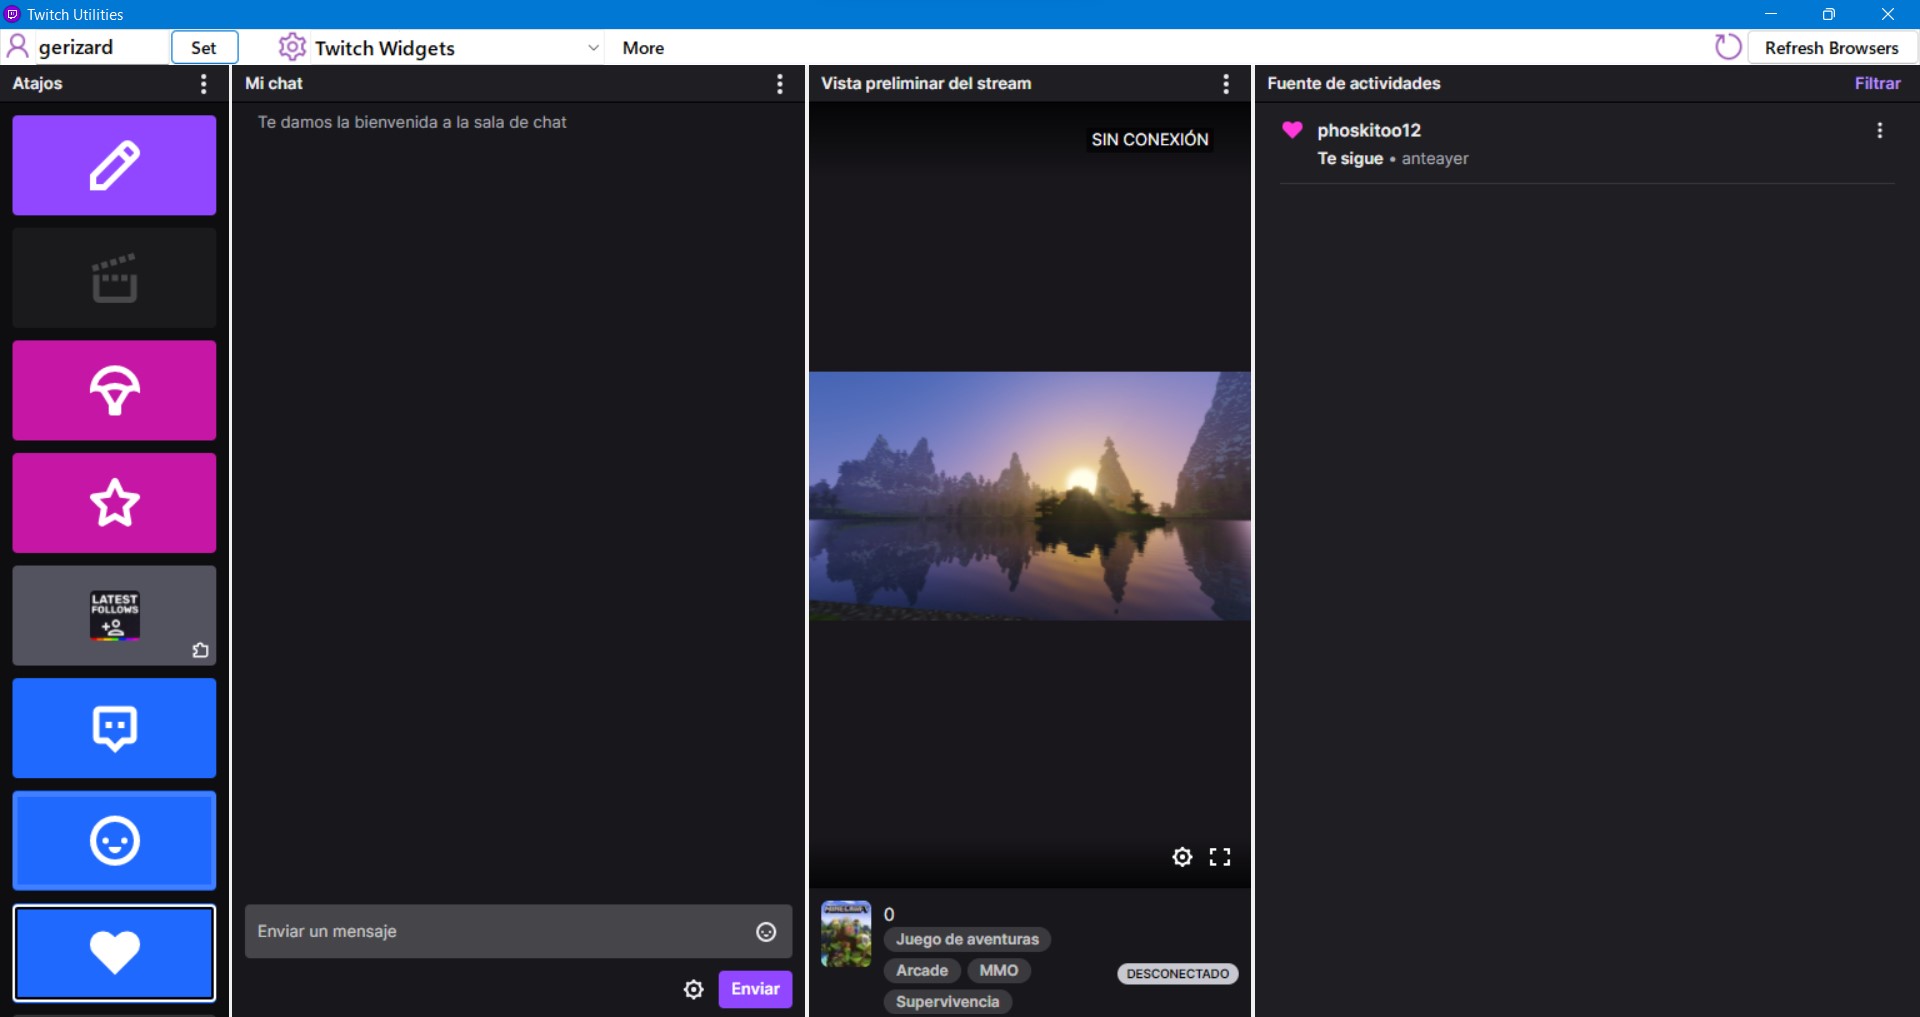 Twitch Utilities
gerizard
Set
Twitch Widgets
More
Refresh Browsers
Atajos
LATEST
FOLLOWS
Mi chat
Te damos la bienvenida a la sala de chat
Enviar un mensaje
Enviar
Vista preliminar del stream
SIN CONEXIÓN
MINECRAFT
0
Juego de aventuras
Arcade
MMO
Supervivencia
DESCONECTADO
Fuente de actividades
Filtrar
phoskitoo12
Te sigue • anteayer